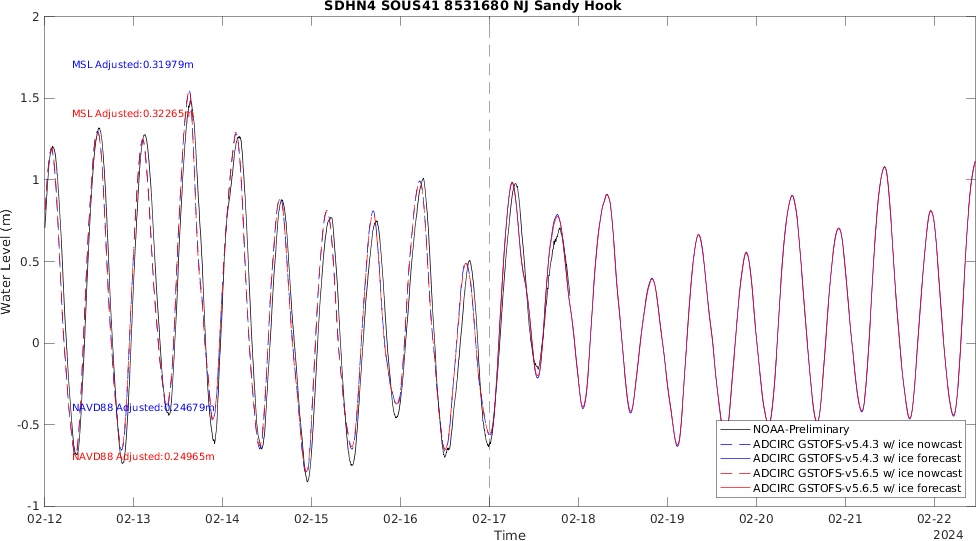 SDHN4 SOUS41 8531680 NJ Sandy Hook
2
1.5
1
0.5
0
-0.5
-1
Water Level (m)
MSL Adjusted:0.31979m
MSL Adjusted:0.32265m
NAVD88 Adjusted:0.24679m
NAVD88 Adjusted:0.24965m
NOAA-Preliminary
ADCIRC GSTOFS-v5.4.3 w/ ice nowcast
ADCIRC GSTOFS-v5.4.3 w/ ice forecast
ADCIRC GSTOFS-v5.6.5 w/ ice nowcast
ADCIRC GSTOFS-v5.6.5 w/ ice forecast
02-12 02-13 02-14 02-15 02-16 02-17 02-18 02-19 02-20 02-21 02-22
Time
2024